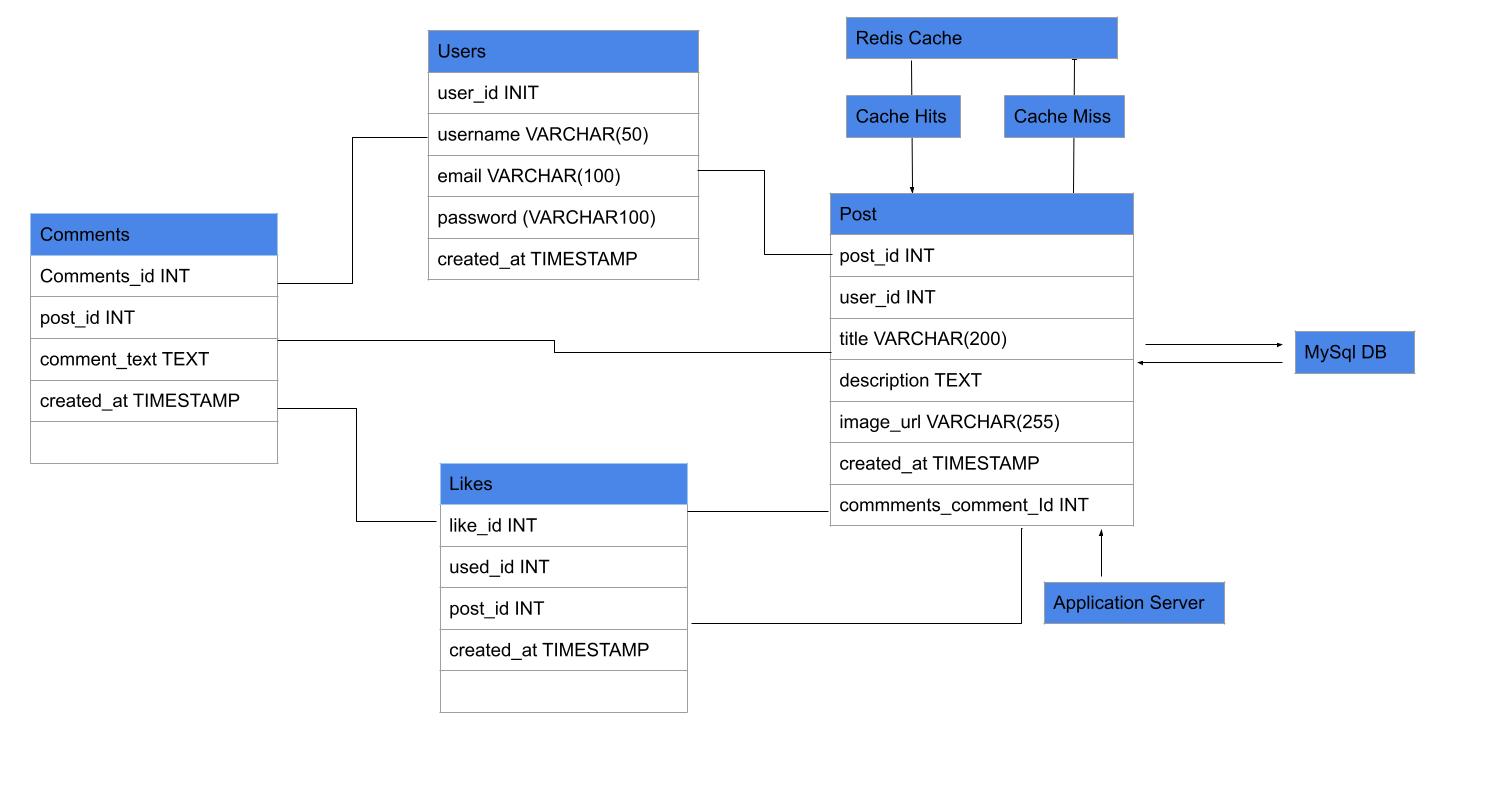 Redis Cache
Cache Hits
Cache Miss
Users
user_id INIT
username VARCHAR(50)
email VARCHAR(100)
password (VARCHAR100)
created_at TIMESTAMP
Comments
Comments_id INT
post_id INT
comment_text TEXT
created_at TIMESTAMP
Post
post_id INT
user_id INT
title VARCHAR(200)
description TEXT
image_url VARCHAR(255)
created_at TIMESTAMP
commments_comment_Id INT
MySql DB
Likes
like_id INT
used_id INT
post_id INT
created_at TIMESTAMP
Application Server